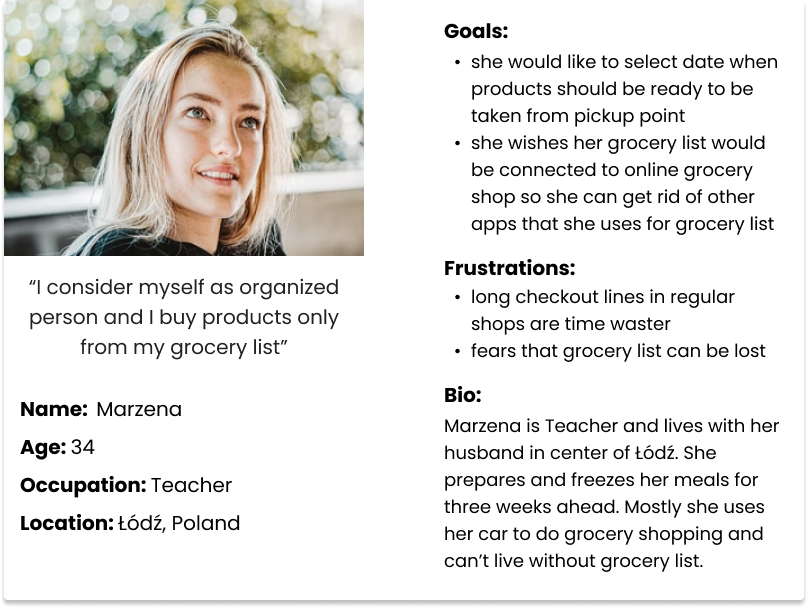 “I consider myself as organized
person and I buy products only
from my grocery list”
Name: Marzena
Age: 34
Occupation: Teacher
Location: Łódź, Poland
Goals:
• she would like to select date when
products should be ready to be
taken from pickup point
• she wishes her grocery list would
be connected to online grocery
shop so she can get rid of other
apps that she uses for grocery list
Frustrations:
• long checkout lines in regular
shops are time waster
• fears that grocery list can be lost
Bio:
Marzena is Teacher and lives with her
husband in center of Łódź. She
prepares and freezes her meals for
three weeks ahead. Mostly she uses
her car to do grocery shopping and
can’t live without grocery list.